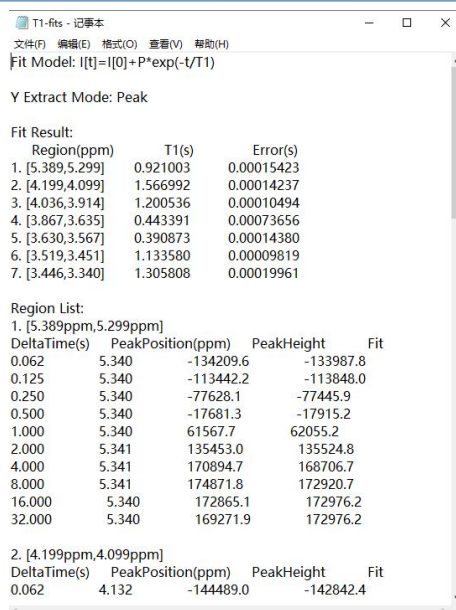 T1-fits - 记事本
文件(F) 编辑(E) 格式(O) 查看(V) 帮助(H)
Fit Model: I[t]=I[0]+P*exp(-t/T1)
Y Extract Mode: Peak
Fit Result:
Region(ppm) T1(s) Error(s)
1. [5.389,5.299] 0.921003 0.00015423
2. [4.199,4.099] 1.566992 0.00014237
3. [4.036,3.914] 1.200536 0.00010494
4. [3.867,3.635] 0.443391 0.00073656
5. [3.630,3.567] 0.390873 0.00014380
6. [3.519,3.451] 1.133580 0.00009819
7. [3.446,3.340] 1.305808 0.00019961
Region List:
1. [5.389ppm,5.299ppm]
DeltaTime(s) PeakPosition(ppm) PeakHeight Fit
0.062 5.340 -134209.6 -133987.8
0.125 5.340 -113442.2 -113848.0
0.250 5.340 -77628.1 -77445.9
0.500 5.340 -17681.3 -17915.2
1.000 5.340 61567.7 62055.2
2.000 5.341 135453.0 135524.8
4.000 5.341 170894.7 168706.7
8.000 5.341 174871.8 172920.7
16.000 5.340 172865.1 172976.2
32.000 5.340 169271.9 172976.2
2. [4.199ppm,4.099ppm]
DeltaTime(s) PeakPosition(ppm) PeakHeight Fit
0.062 4.132 -144489.0 -142842.4